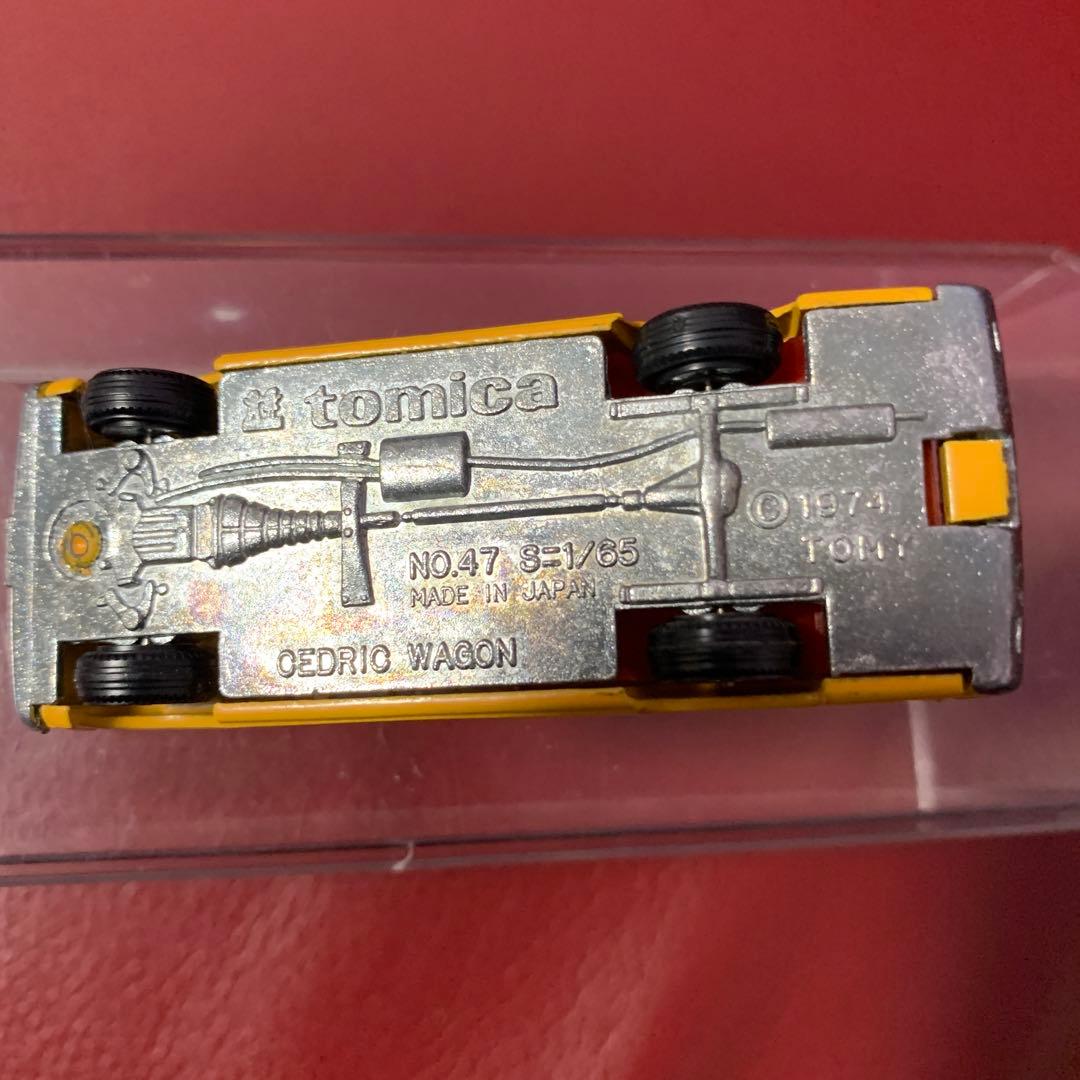 tomica
NO.47 S=1/65
MADE IN JAPAN
CEDRIC WAGON
©1974
TOMY